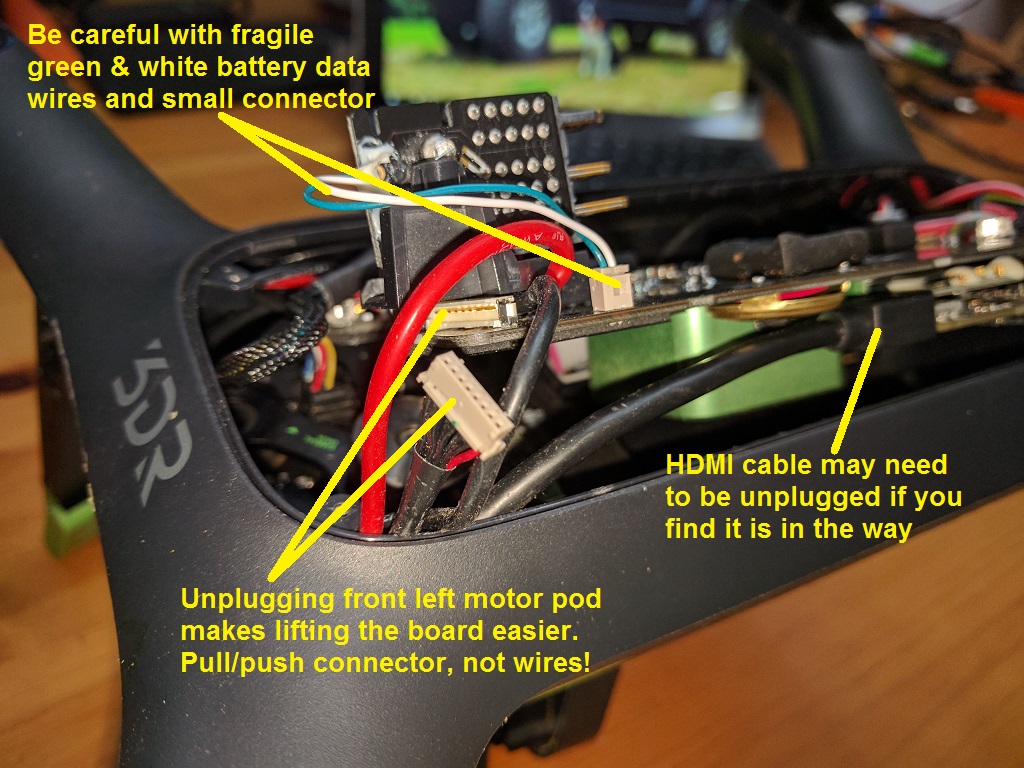 Be careful with fragile
green & white battery data
wires and small connector
HDMI cable may need
to be unplugged if you
find it is in the way
Unplugging front left motor pod
makes lifting the board easier.
Pull/push connector, not wires!